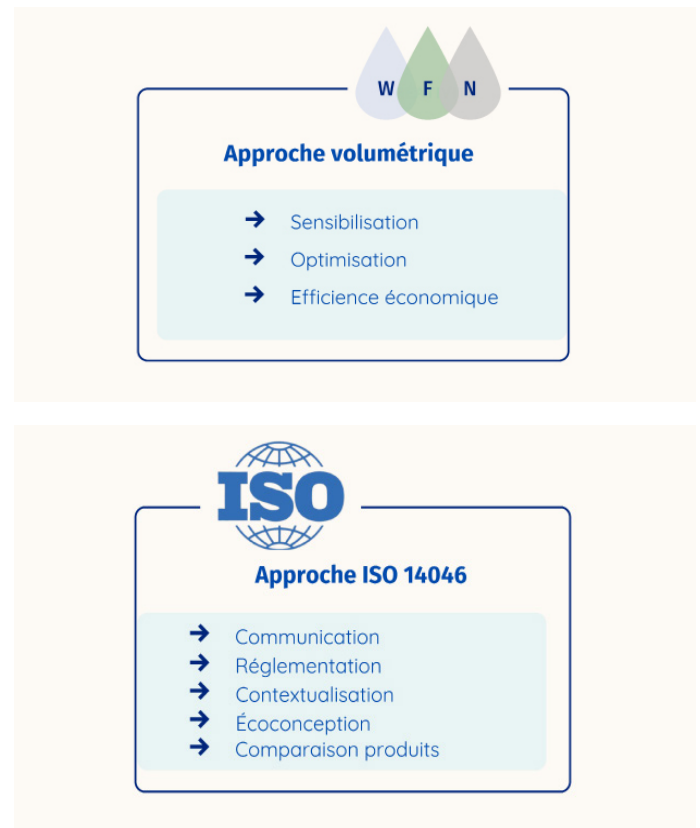 W F N
Approche volumétrique
→ Sensibilisation
→ Optimisation
→ Efficience économique
ISO
Approche ISO 14046
→ Communication
→ Réglementation
→ Contextualisation
→ Écoconception
→ Comparaison produits